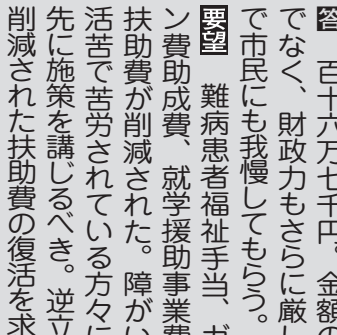 答 百十六万七千円。金額の
でなく、財政力もさらに厳
で市民にも我慢してもらう。
要望 難病患者福祉手当、ガ
ン費助成費、就学援助事業費
扶助費が削減された。障がい
活苦で苦労されている方々に
先に施策を講じるべき。逆立
削減された扶助費の復活を求